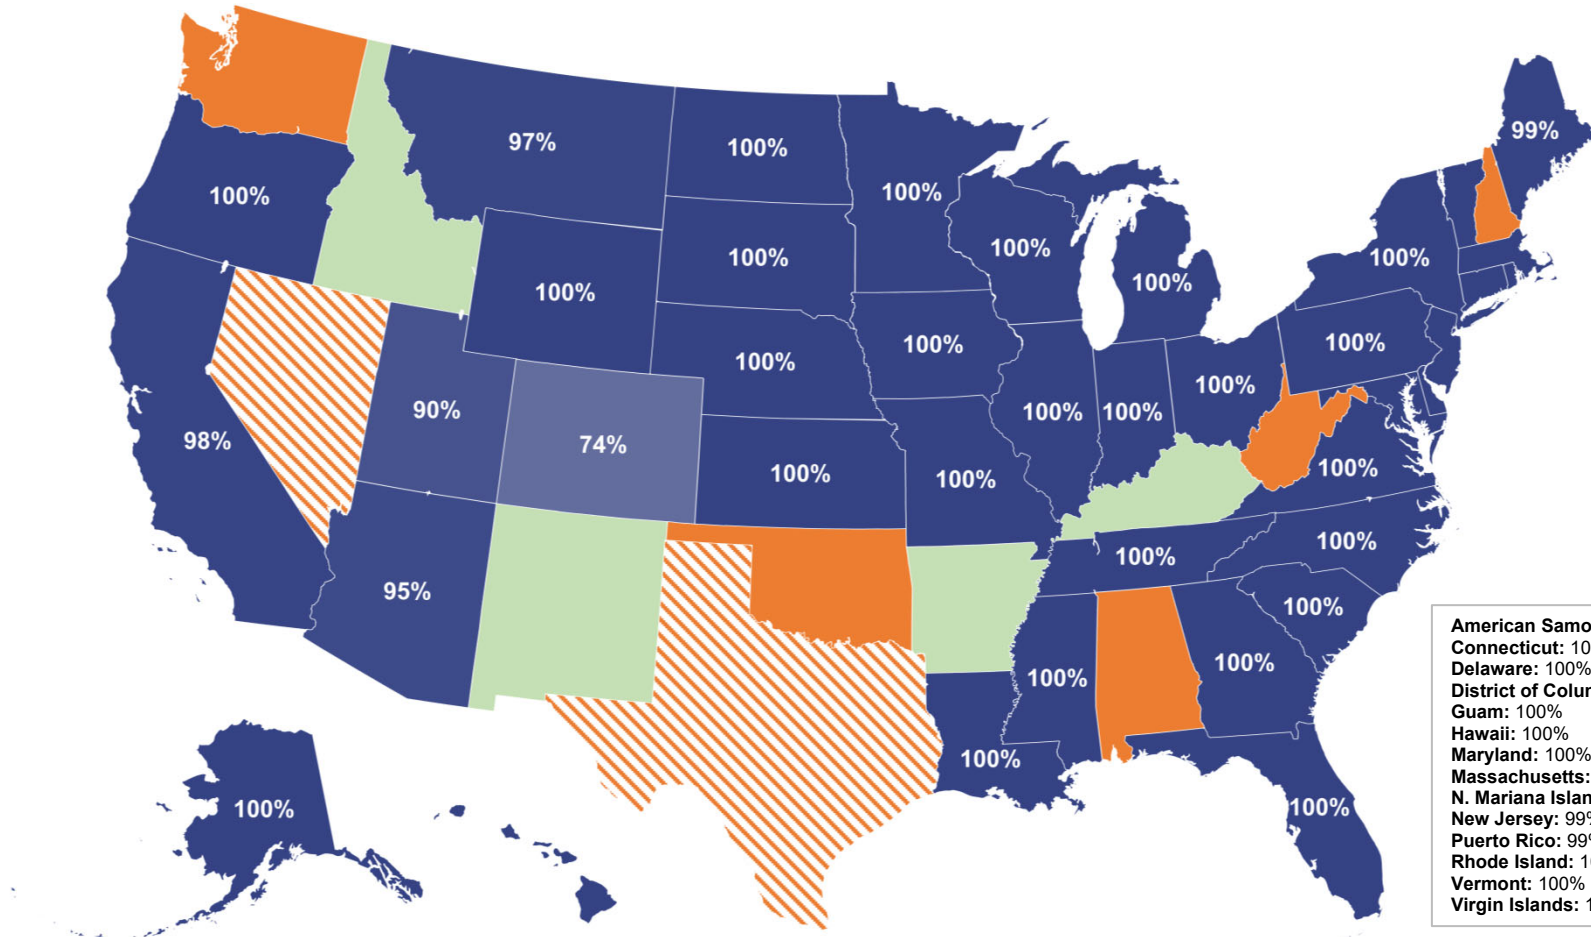 99%
97%
100%
100%
100%
100%
100%
100%
100%
100%
100%
100%
100%
100%
90%
100%
100%
98%
74%
100%
100%
100%
100%
100%
95%
100%
100%
100%
100%
100%
100%
American Samo
Connecticut: 10
Delaware: 100%
District of Colur
Guam: 100%
Hawaii: 100%
Maryland: 100%
Massachusetts:
N. Mariana Islan
New Jersey: 99%
Puerto Rico: 99%
Rhode Island: 1
Vermont: 100%
Virgin Islands: 1